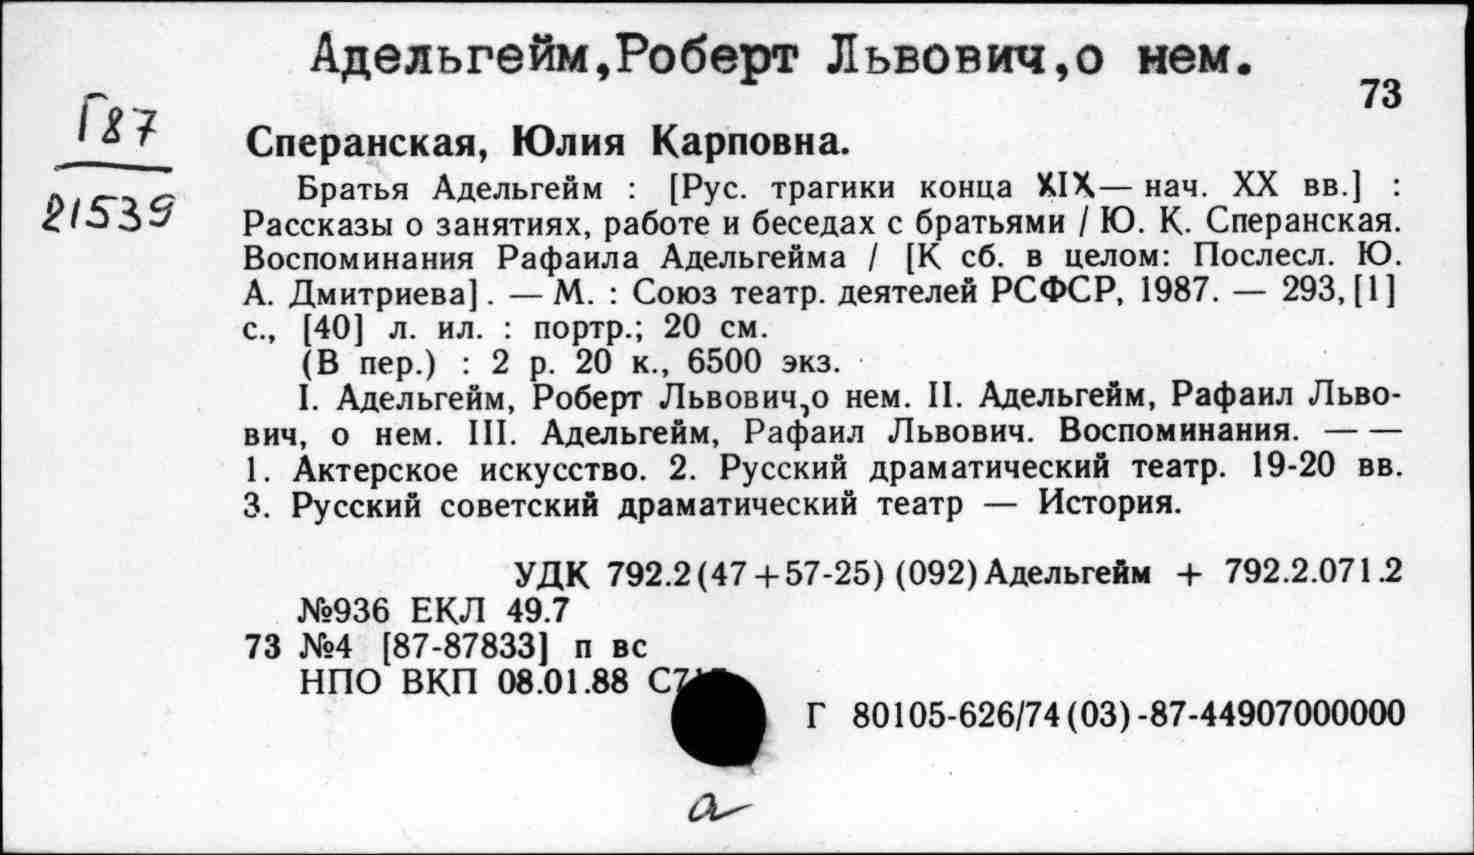 Адельгейм,Роберт Львович,о нем.
73
Г87
21539
Сперанская, Юлия Карповна.
Братья Адельгейм : [Рус. трагики конца XIX— нач. XX вв.] :
Рассказы о занятиях, работе и беседах с братьями / Ю. К. Сперанская.
Воспоминания Рафаила Адельгейма / [К сб. в целом: Послесл. Ю.
А. Дмитриева]. — М. : Союз театр. деятелей РСФСР, 1987. — 293, [1]
с., [40] л. ил. : портр.; 20 см.
(В пер.) : 2 р. 20 к., 6500 экз.
I. Адельгейм, Роберт Львович,о нем. II. Адельгейм, Рафаил Льво-
вич, о нем. III. Адельгейм, Рафаил Львович. Воспоминания. — —
1. Актерское искусство. 2. Русский драматический театр. 19-20 вв.
3. Русский советский драматический театр — История.
УДК 792.2(47+57-25) (092) Адельгейм + 792.2.071.2
№936 ЕКЛ 49.7
73 №4 [87-87833] п вс
НПО ВКП 08.01.88
Г 80105-626/74(03)-87-44907000000
а